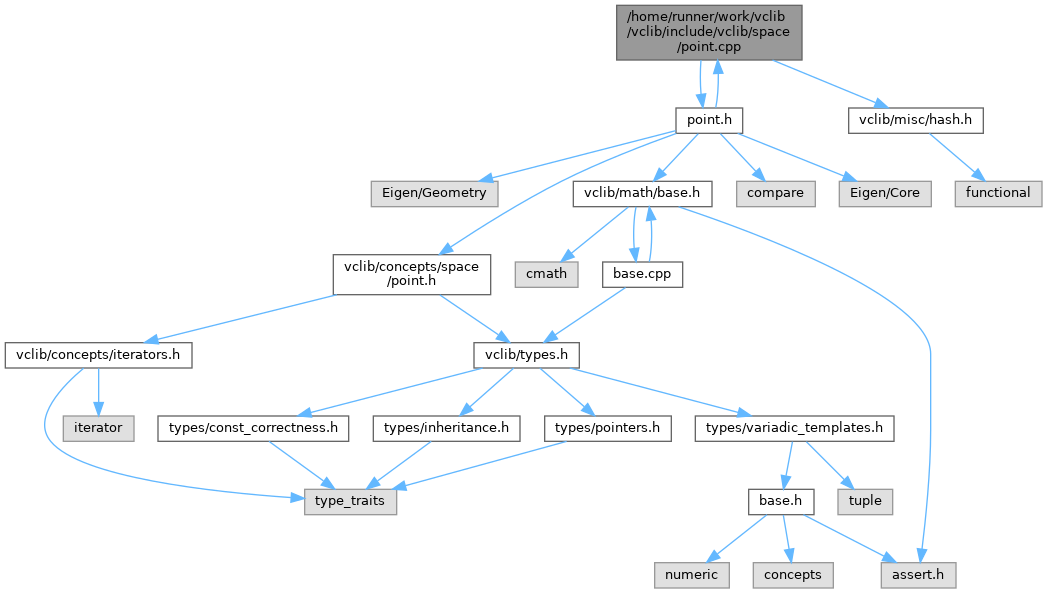 /home/runner/work/vclib
/vclib/include/vclib/space
/point.cpp
point.h
vclib/misc/hash.h
Eigen/Geometry
vclib/math/base.h
compare
Eigen/Core
functional
vclib/concepts/space
/point.h
cmath
base.cpp
vclib/concepts/iterators.h
vclib/types.h
iterator
types/const_correctness.h
types/inheritance.h
types/pointers.h
types/variadic_templates.h
type_traits
base.h
tuple
numeric
concepts
assert.h